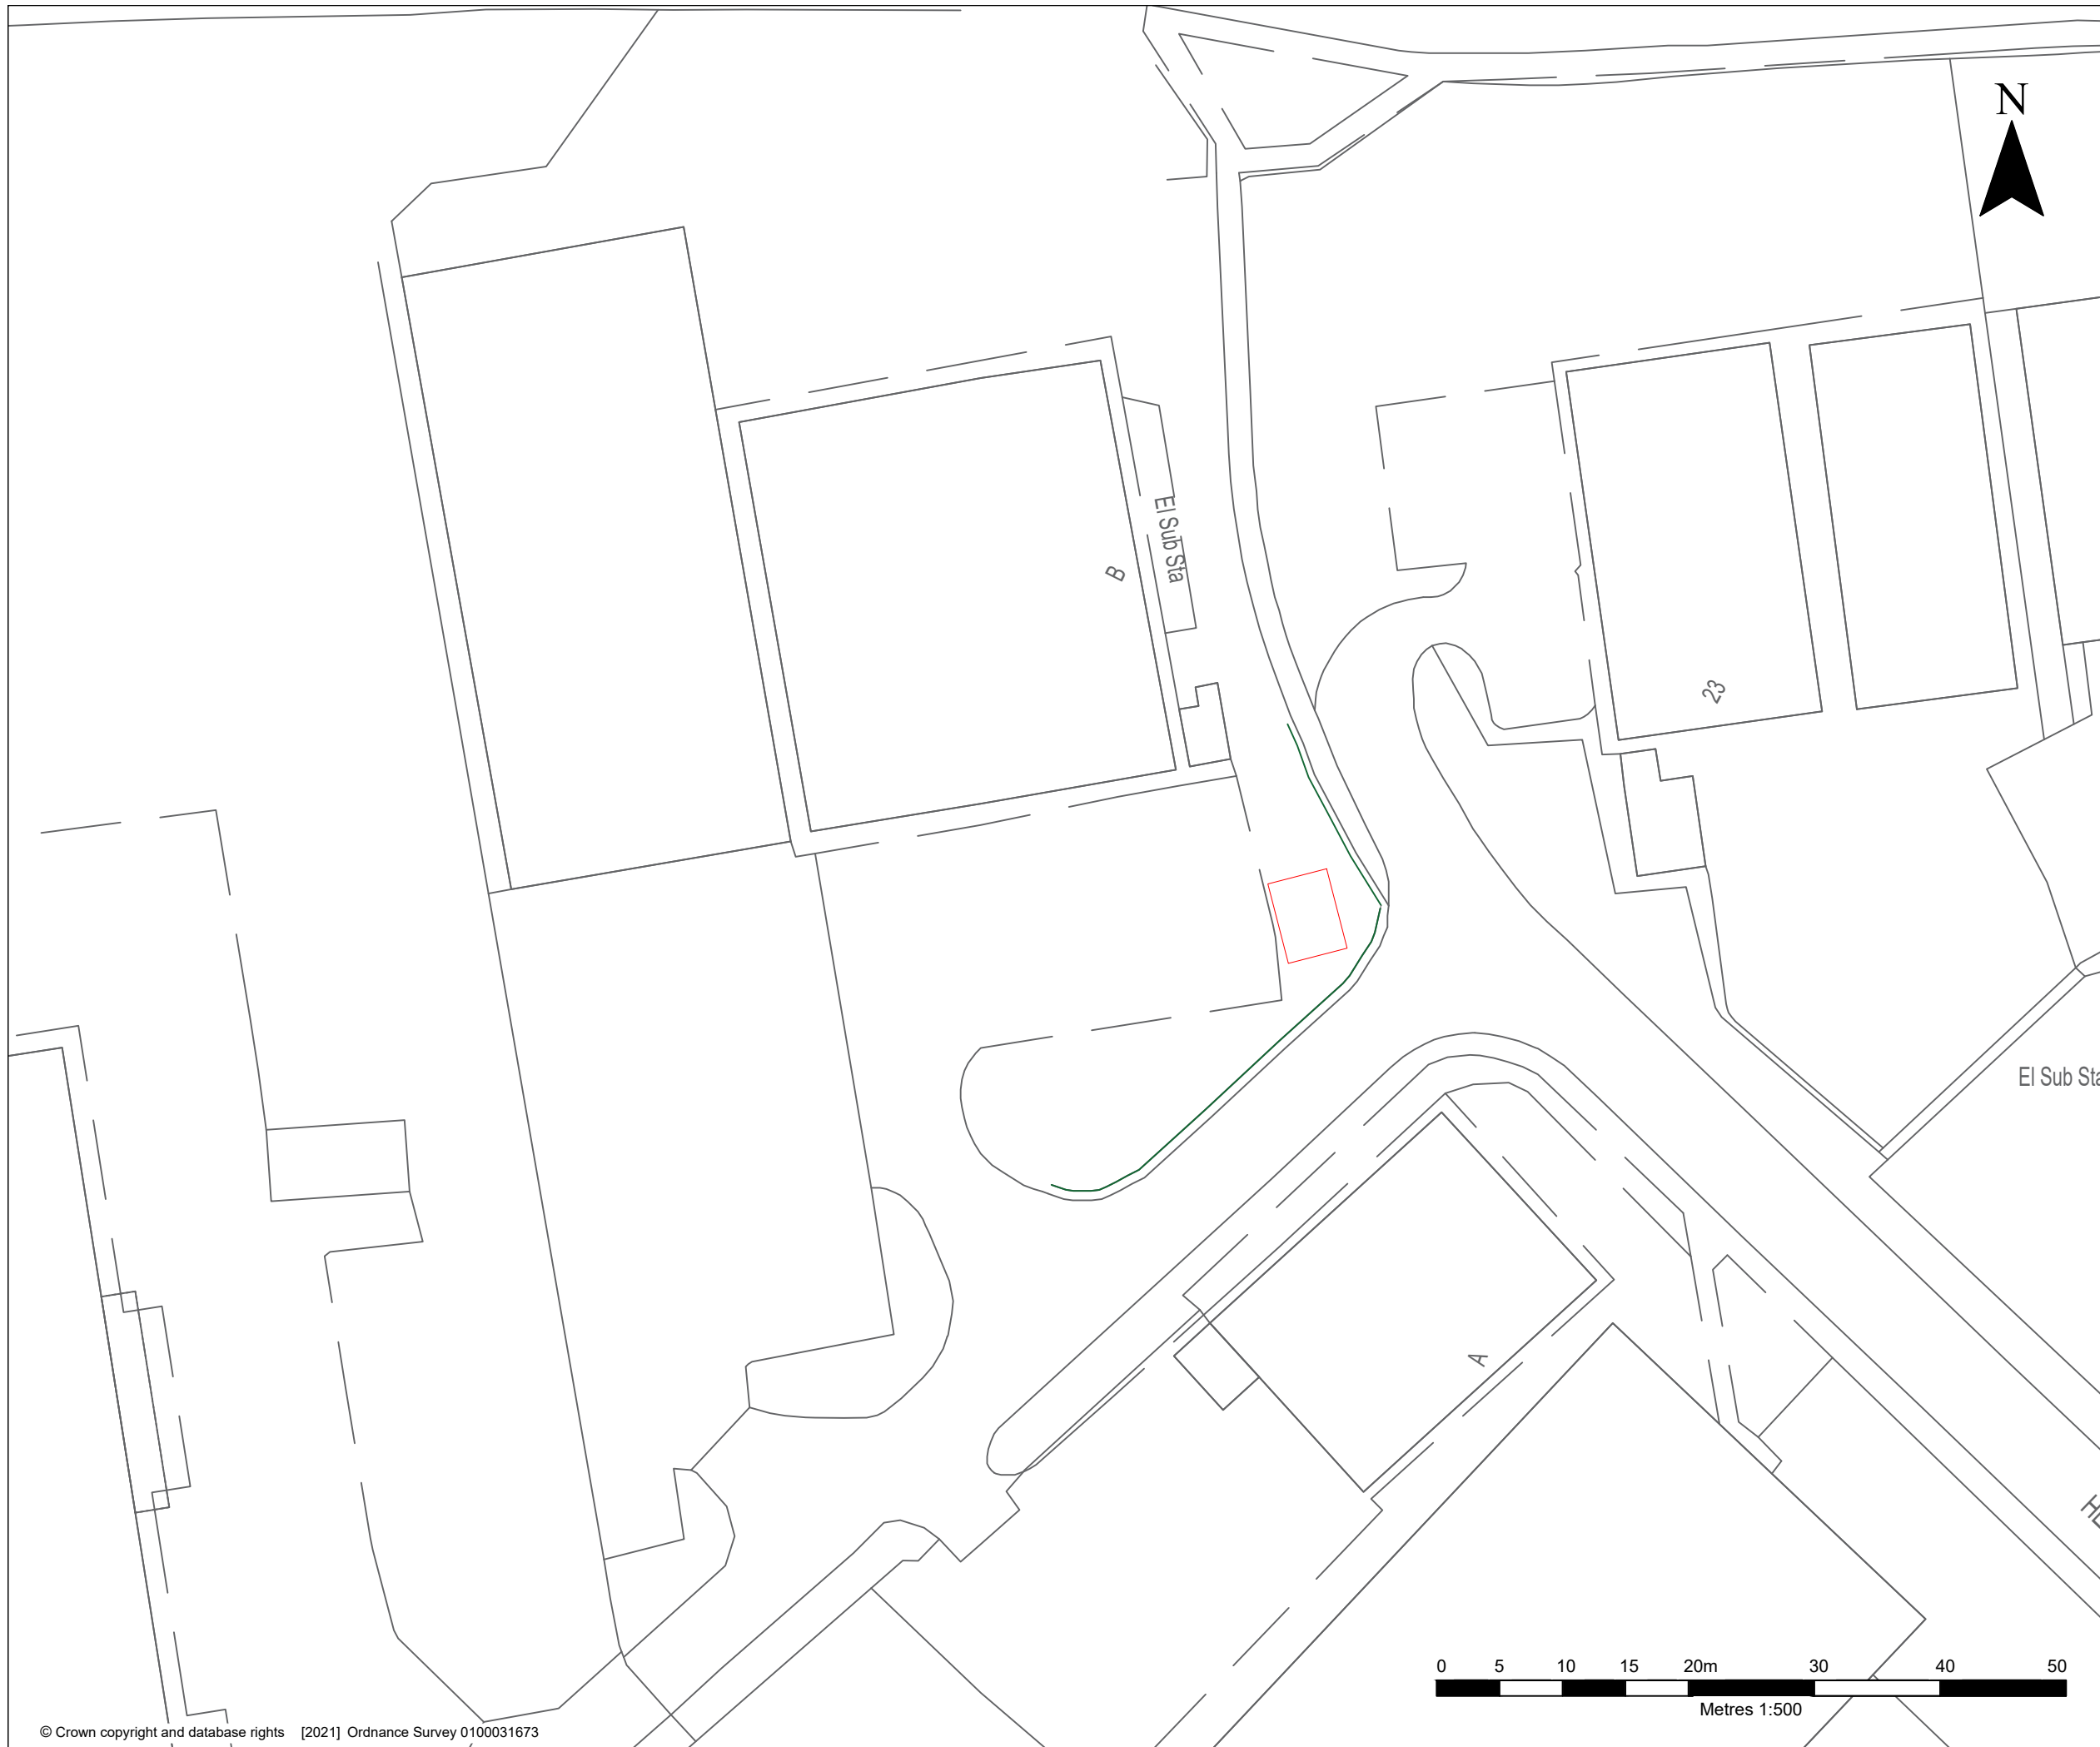 N
El Sub Sta
B
23
El Sub Sta
A
0 5 10 15 20m 30 40 50
Metres 1:500
© Crown copyright and database rights [2021] Ordnance Survey 0100031673